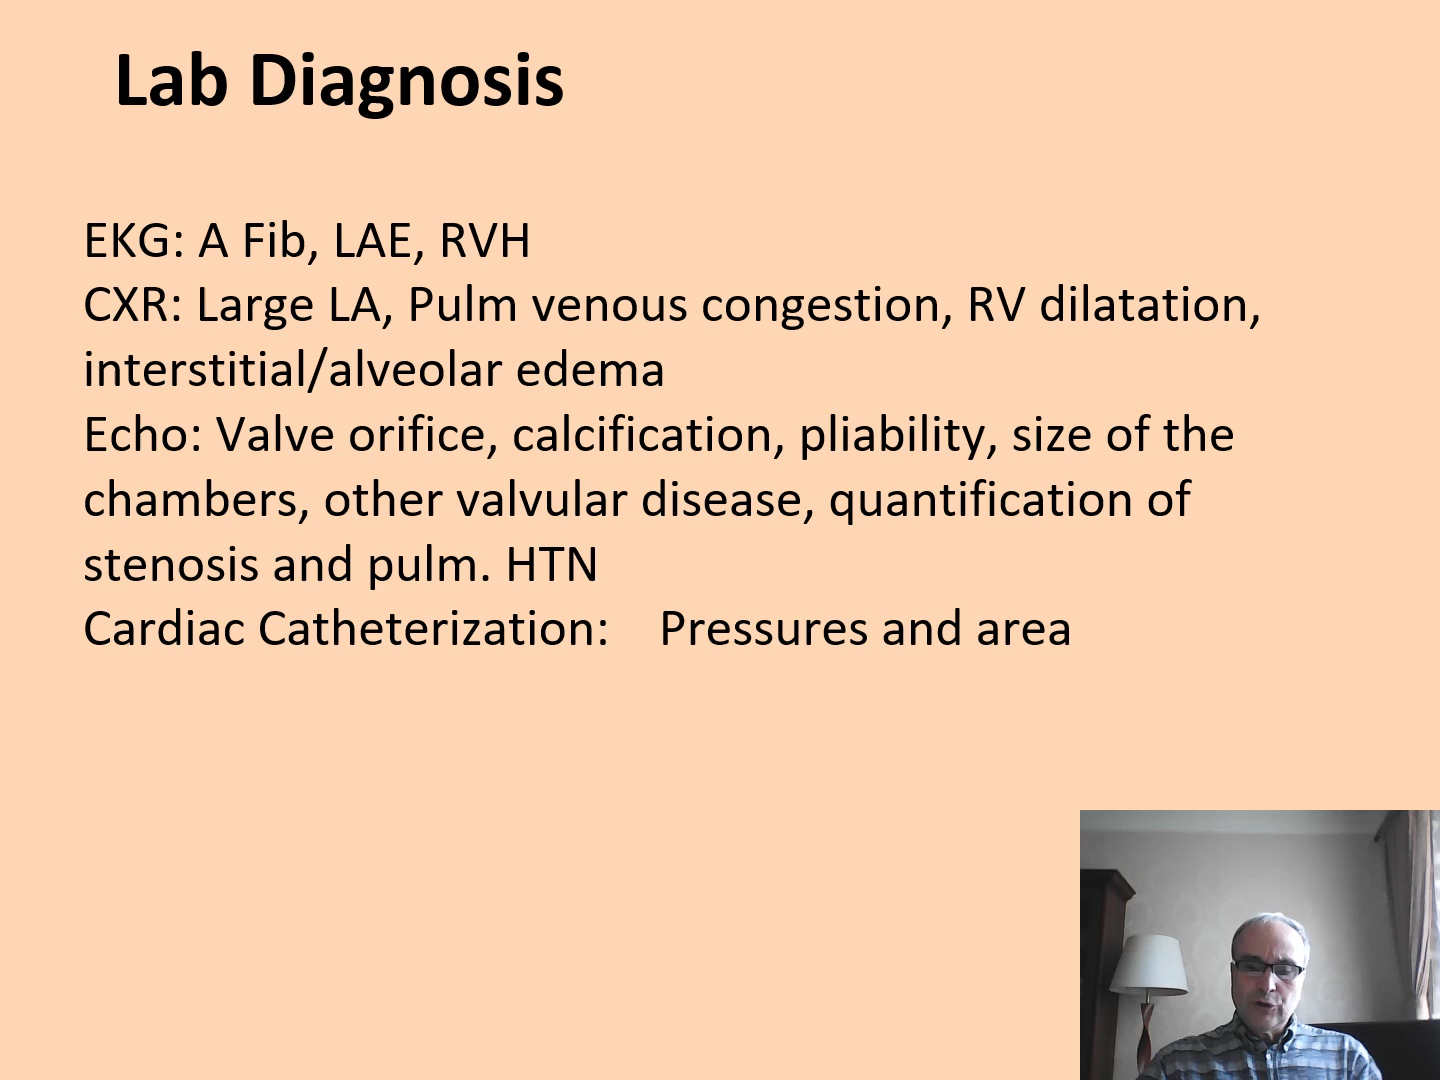 Lab Diagnosis
EKG: A Fib, LAE, RVH
CXR: Large LA, Pulm venous congestion, RV dilatation,
interstitial/alveolar edema
Echo: Valve orifice, calcification, pliability, size of the
chambers, other valvular disease, quantification of
stenosis and pulm. HTN
Cardiac Catheterization: Pressures and area